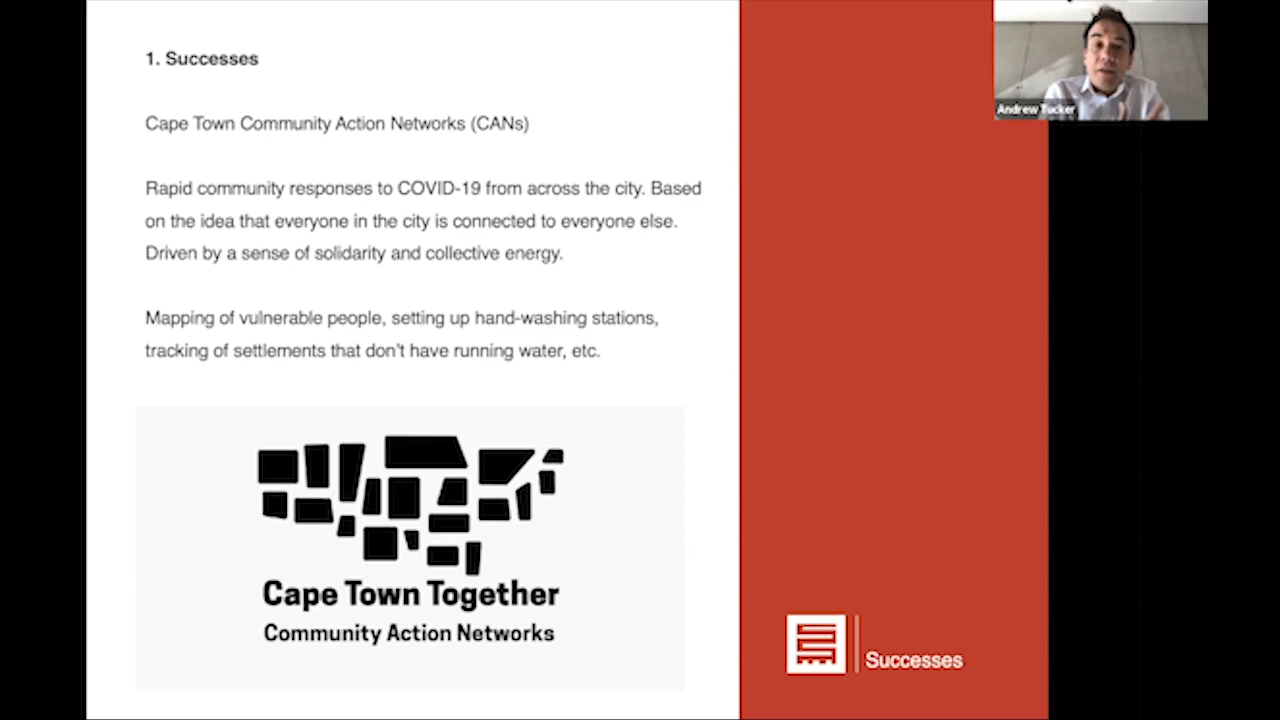 1. Successes
Cape Town Community Action Networks (CANs)
Rapid community responses to COVID-19 from across the city. Based
on the idea that everyone in the city is connected to everyone else.
Driven by a sense of solidarity and collective energy.
Mapping of vulnerable people, setting up hand-washing stations,
tracking of settlements that don't have running water, etc.
Cape Town Together
Community Action Networks
Successes
Andrew Tucker